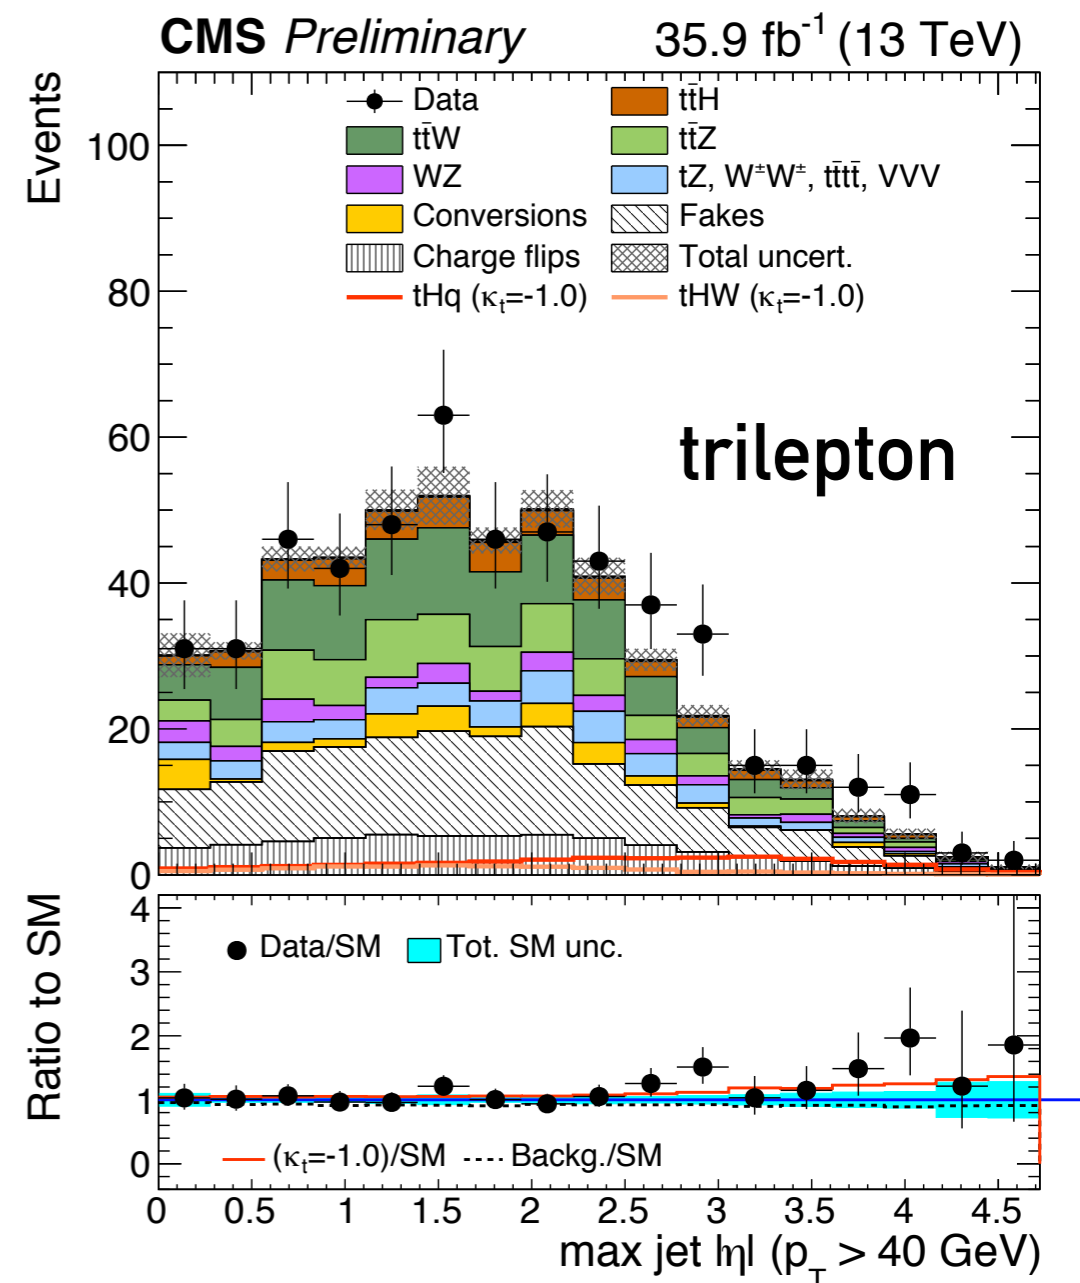 CMS Preliminary 35.9 fb⁻¹ (13 TeV)
Events
100
80
60
40
20
0
Data
tt̄H
tt̄W
tt̄Z
WZ
tZ, W±W±, tt̄tt̄, VVV
Conversions
Fakes
Charge flips
Total uncert.
tHq (κₜ=-1.0)
tHW (κₜ=-1.0)
trilepton
Ratio to SM
4
3
2
1
0
Data/SM
Tot. SM unc.
(κₜ=-1.0)/SM
Backg./SM
0 0.5 1 1.5 2 2.5 3 3.5 4 4.5
max jet |η| (p_T > 40 GeV)